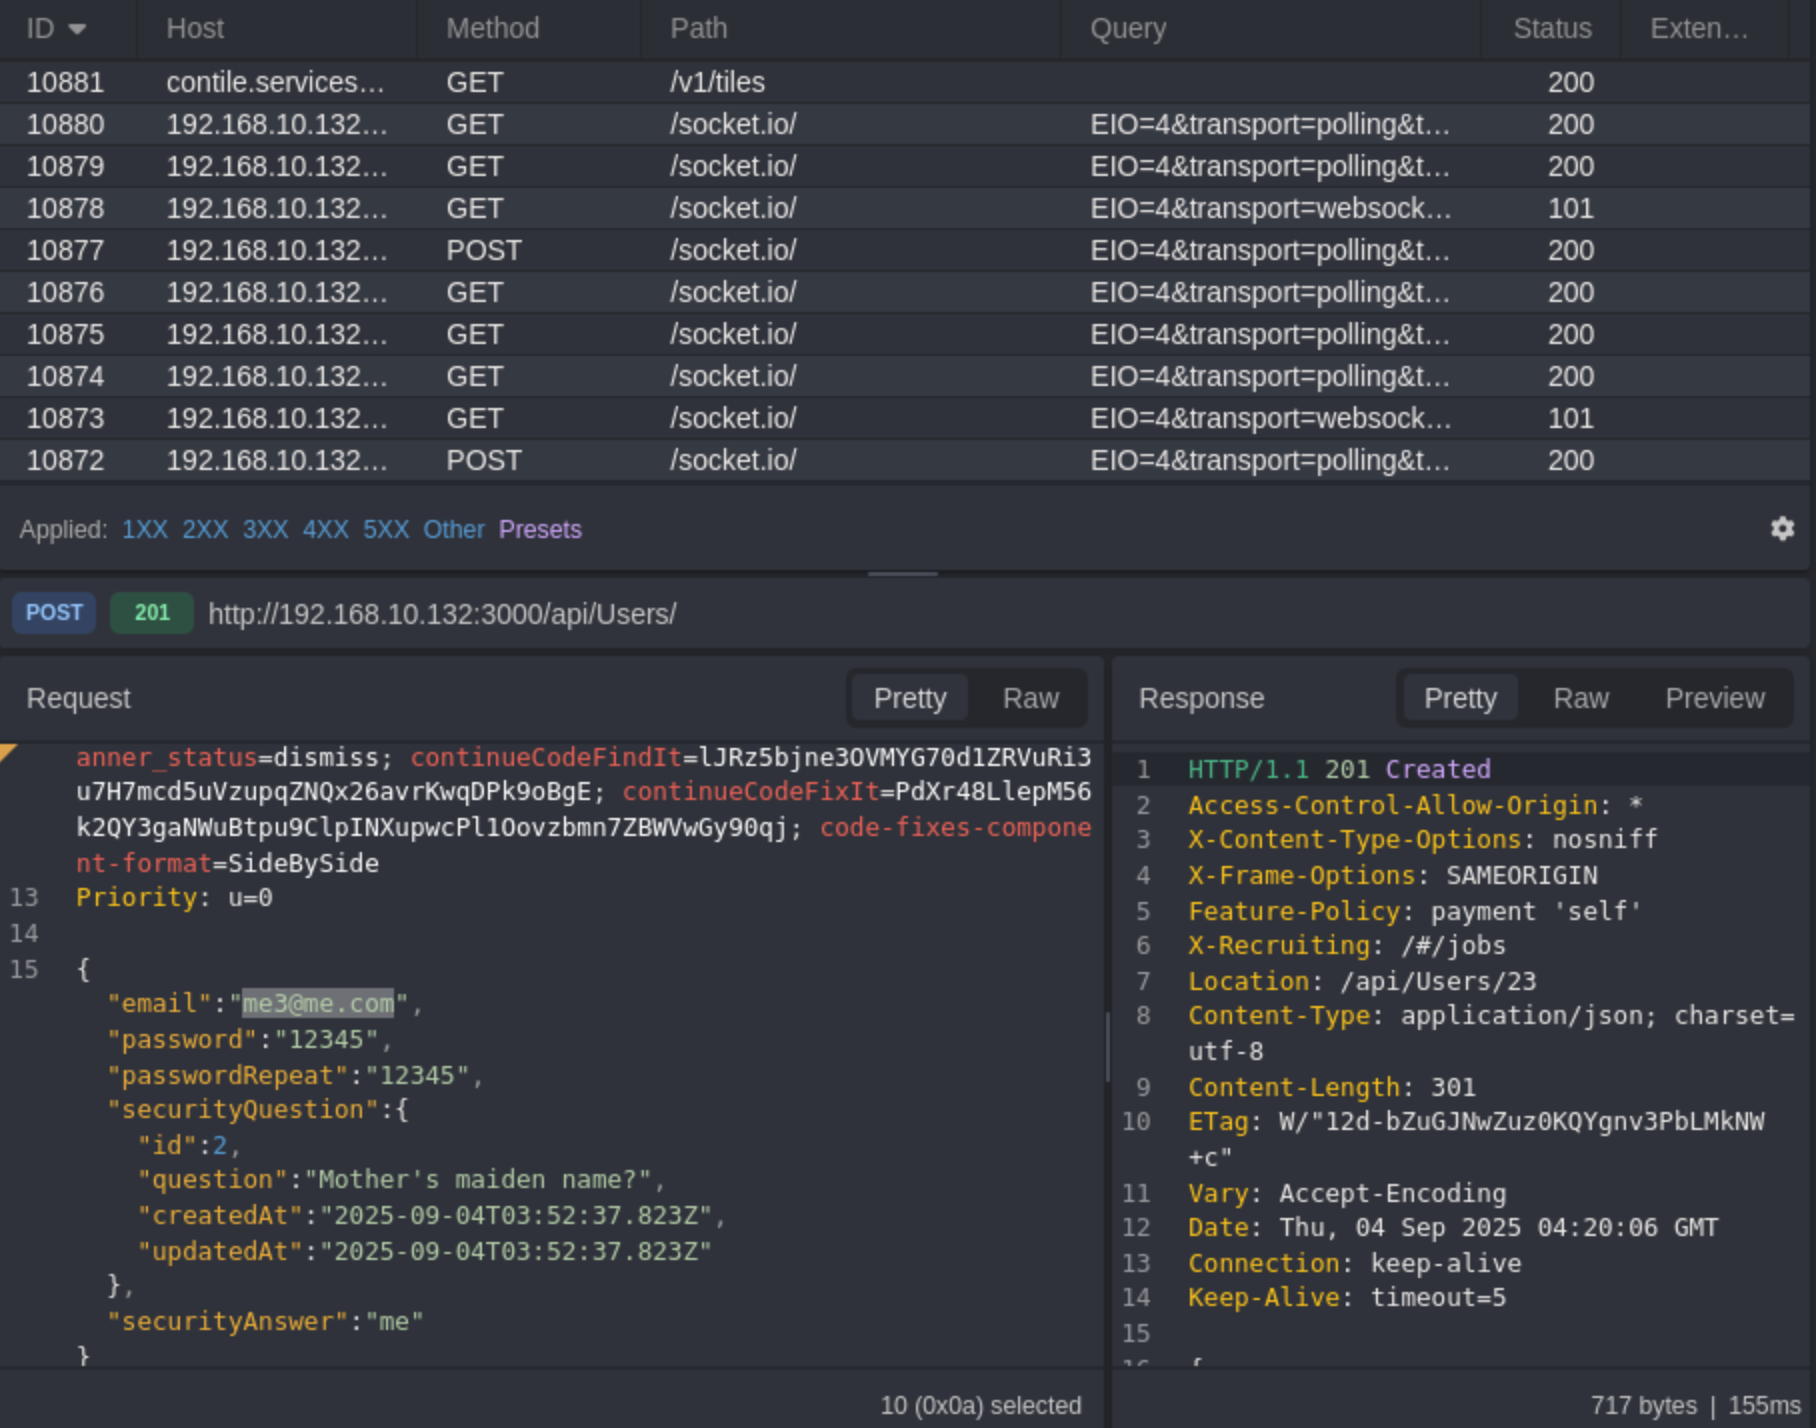 ID Host Method Path Query Status Exten…
10881 contile.services… GET /v1/tiles 200
10880 192.168.10.132… GET /socket.io/ EIO=4&transport=polling&t… 200
10879 192.168.10.132… GET /socket.io/ EIO=4&transport=polling&t… 200
10878 192.168.10.132… GET /socket.io/ EIO=4&transport=websock… 101
10877 192.168.10.132… POST /socket.io/ EIO=4&transport=polling&t… 200
10876 192.168.10.132… GET /socket.io/ EIO=4&transport=polling&t… 200
10875 192.168.10.132… GET /socket.io/ EIO=4&transport=polling&t… 200
10874 192.168.10.132… GET /socket.io/ EIO=4&transport=polling&t… 200
10873 192.168.10.132… GET /socket.io/ EIO=4&transport=websock… 101
10872 192.168.10.132… POST /socket.io/ EIO=4&transport=polling&t… 200
Applied: 1XX 2XX 3XX 4XX 5XX Other Presets
POST 201 http://192.168.10.132:3000/api/Users/
Request Pretty Raw
anner_status=dismiss; continueCodeFindIt=lJRz5bjne3OVMYG70d1ZRVuRi3
u7H7mcd5uVzupqZNQx26avrKwqDPk9oBgE; continueCodeFixIt=PdXr48LlepM56
k2QY3gaNWuBtpu9ClpINXupwcPl1Oovzbmn7ZBWVwGy90qj; code-fixes-compone
nt-format=SideBySide
13 Priority: u=0
14
15 {
"email":"me3@me.com",
"password":"12345",
"passwordRepeat":"12345",
"securityQuestion":{
"id":2,
"question":"Mother's maiden name?",
"createdAt":"2025-09-04T03:52:37.823Z",
"updatedAt":"2025-09-04T03:52:37.823Z"
},
"securityAnswer":"me"
}
10 (0x0a) selected
Response Pretty Raw Preview
1 HTTP/1.1 201 Created
2 Access-Control-Allow-Origin: *
3 X-Content-Type-Options: nosniff
4 X-Frame-Options: SAMEORIGIN
5 Feature-Policy: payment 'self'
6 X-Recruiting: /#/jobs
7 Location: /api/Users/23
8 Content-Type: application/json; charset=
utf-8
9 Content-Length: 301
10 ETag: W/"12d-bZuGJNwZuz0KQYgnv3PbLMkNW
+c"
11 Vary: Accept-Encoding
12 Date: Thu, 04 Sep 2025 04:20:06 GMT
13 Connection: keep-alive
14 Keep-Alive: timeout=5
15
16 {
717 bytes | 155ms